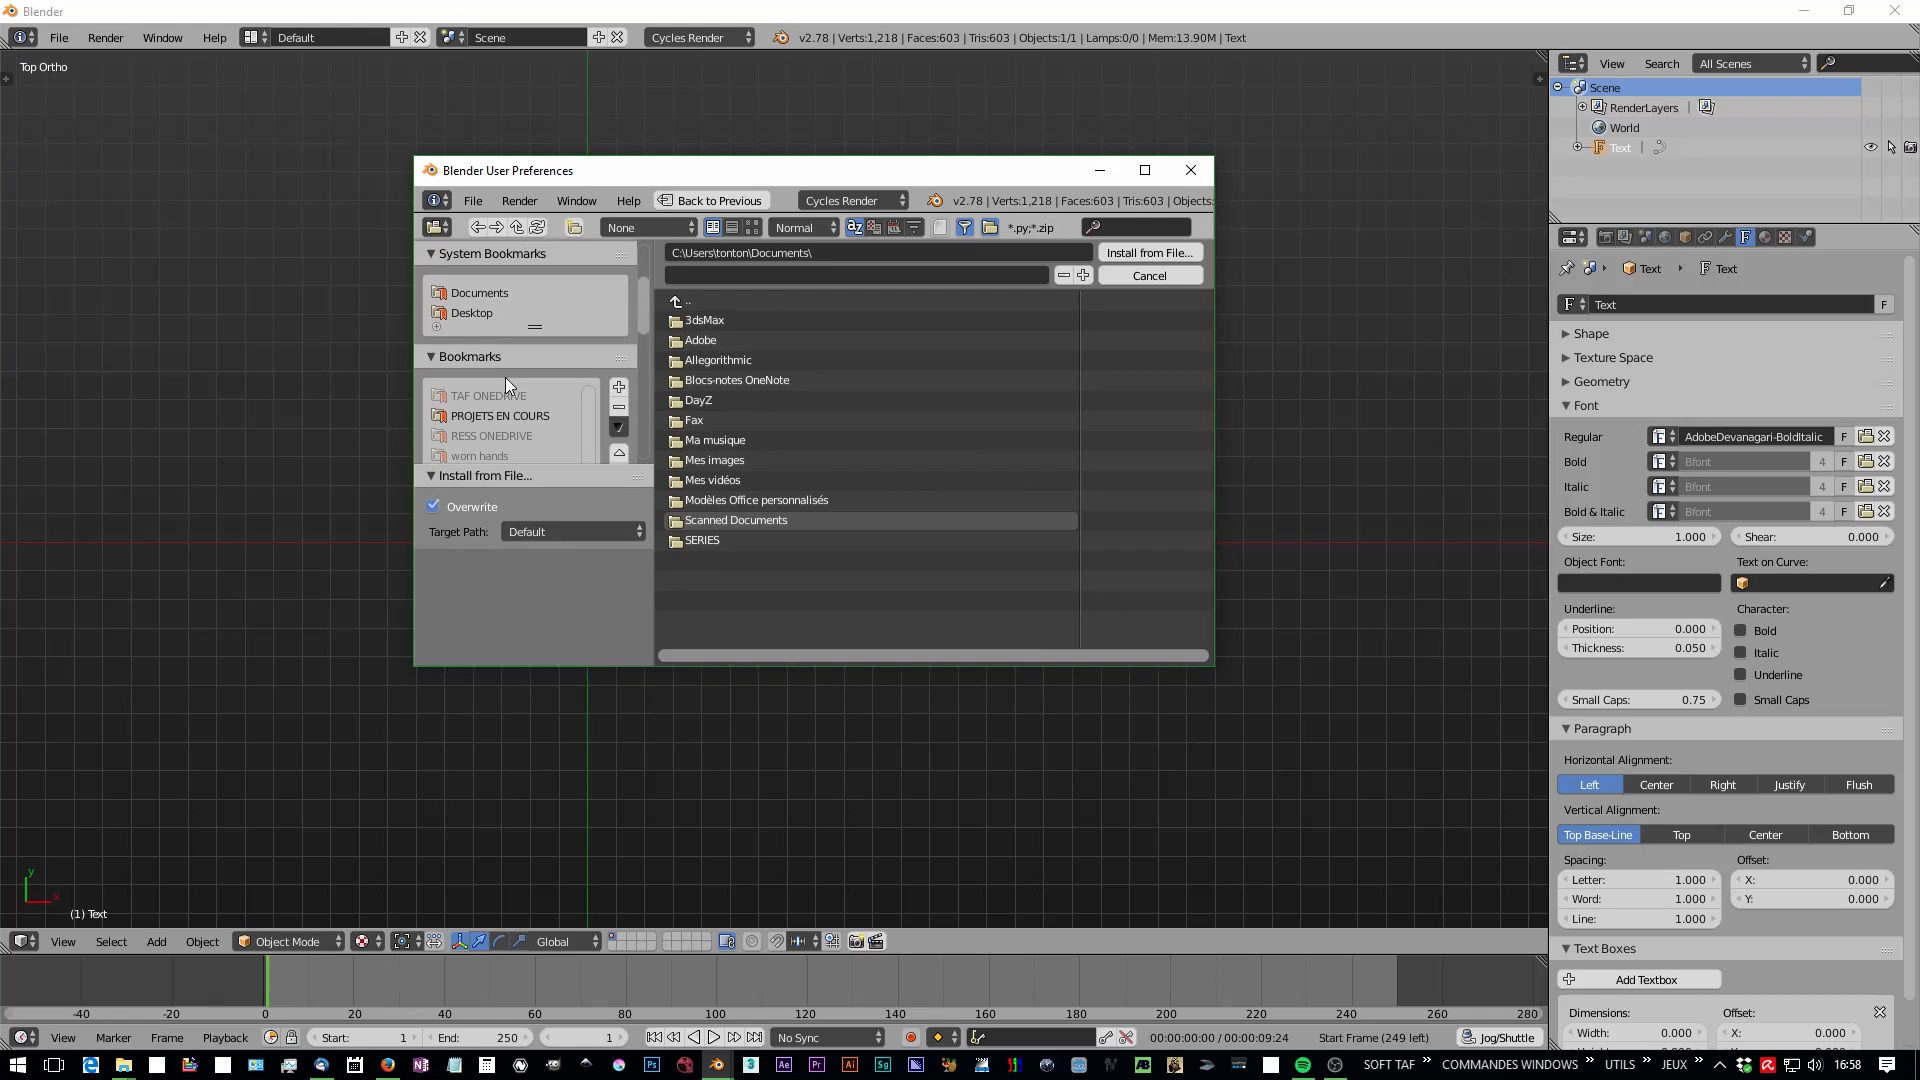 Blender
File Render Window Help Default Scene Cycles Render v2.78 | Verts:1,218 | Faces:603 | Tris:603 | Objects:1/1 | Lamps:0/0 | Mem:13.90M | Text
Top Ortho
View Search All Scenes
Scene
RenderLayers |
World
Text |
Blender User Preferences
File Render Window Help Back to Previous Cycles Render v2.78 | Verts:1,218 | Faces:603 | Tris:603 | Objects:
None Normal *.py;*.zip
System Bookmarks
Documents
Desktop
Bookmarks
TAF ONEDRIVE
PROJETS EN COURS
RESS ONEDRIVE
worn hands
Install from File...
Overwrite
Target Path: Default
C:\Users\tonton\Documents\ Install from File...
Cancel
..
3dsMax
Adobe
Allegorithmic
Blocs-notes OneNote
DayZ
Fax
Ma musique
Mes images
Mes vidéos
Modèles Office personnalisés
Scanned Documents
SERIES
Text Text
Text F
Shape
Texture Space
Geometry
Font
Regular AdobeDevanagari-BoldItalic F
Bold Bfont 4 F
Italic Bfont 4 F
Bold & Italic Bfont 4 F
Size: 1.000 Shear: 0.000
Object Font: Text on Curve:
Underline: Character:
Position: 0.000 Bold
Thickness: 0.050 Italic
Underline
Small Caps: 0.75 Small Caps
Paragraph
Horizontal Alignment:
Left Center Right Justify Flush
Vertical Alignment:
Top Base-Line Top Center Bottom
Spacing: Offset:
Letter: 1.000 X: 0.000
Word: 1.000 Y: 0.000
Line: 1.000
Text Boxes
Add Textbox
Dimensions: Offset:
Width: 0.000 X: 0.000
y
x
(1) Text
View Select Add Object Object Mode Global
-40 -20 0 20 40 60 80 100 120 140 160 180 200 220 240 260 280
View Marker Frame Playback Start: 1 End: 250 1 No Sync 00:00:00:00 / 00:00:09:24 Start Frame (249 left) Jog/Shuttle
SOFT TAF » COMMANDES WINDOWS » UTILS » JEUX » 16:58